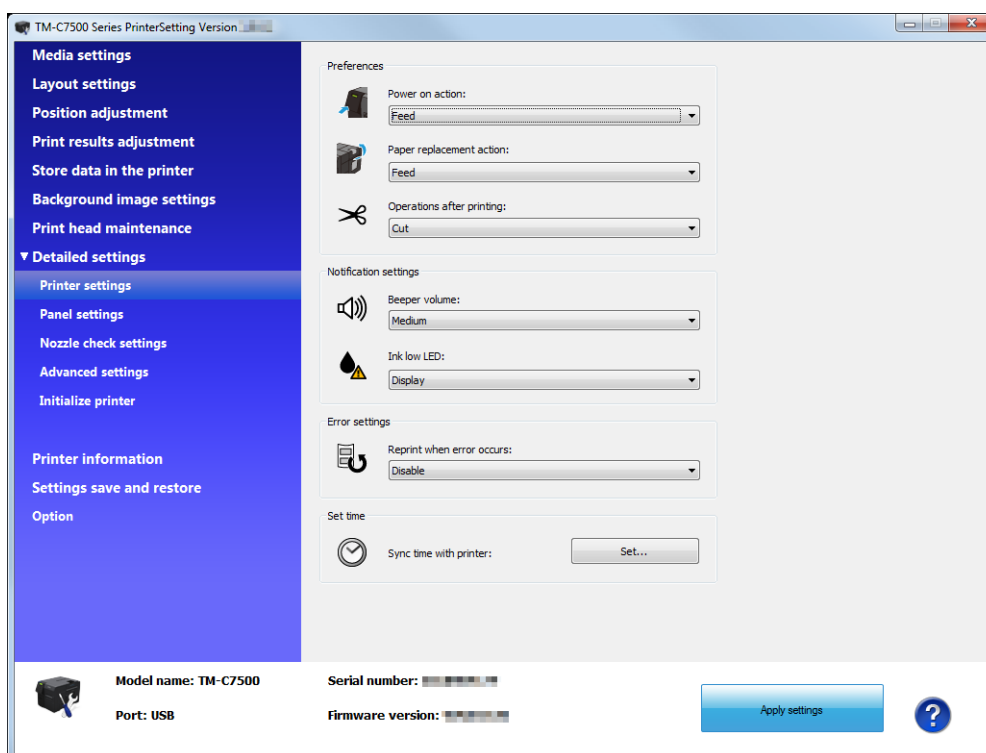 TM-C7500 Series PrinterSetting Version
Media settings
Layout settings
Position adjustment
Print results adjustment
Store data in the printer
Background image settings
Print head maintenance
▼ Detailed settings
Printer settings
Panel settings
Nozzle check settings
Advanced settings
Initialize printer
Printer information
Settings save and restore
Option
Preferences
Power on action:
Feed
Paper replacement action:
Feed
Operations after printing:
Cut
Notification settings
Beeper volume:
Medium
Ink low LED:
Display
Error settings
Reprint when error occurs:
Disable
Set time
Sync time with printer:
Set...
Model name: TM-C7500
Port: USB
Serial number:
Firmware version:
Apply settings
?